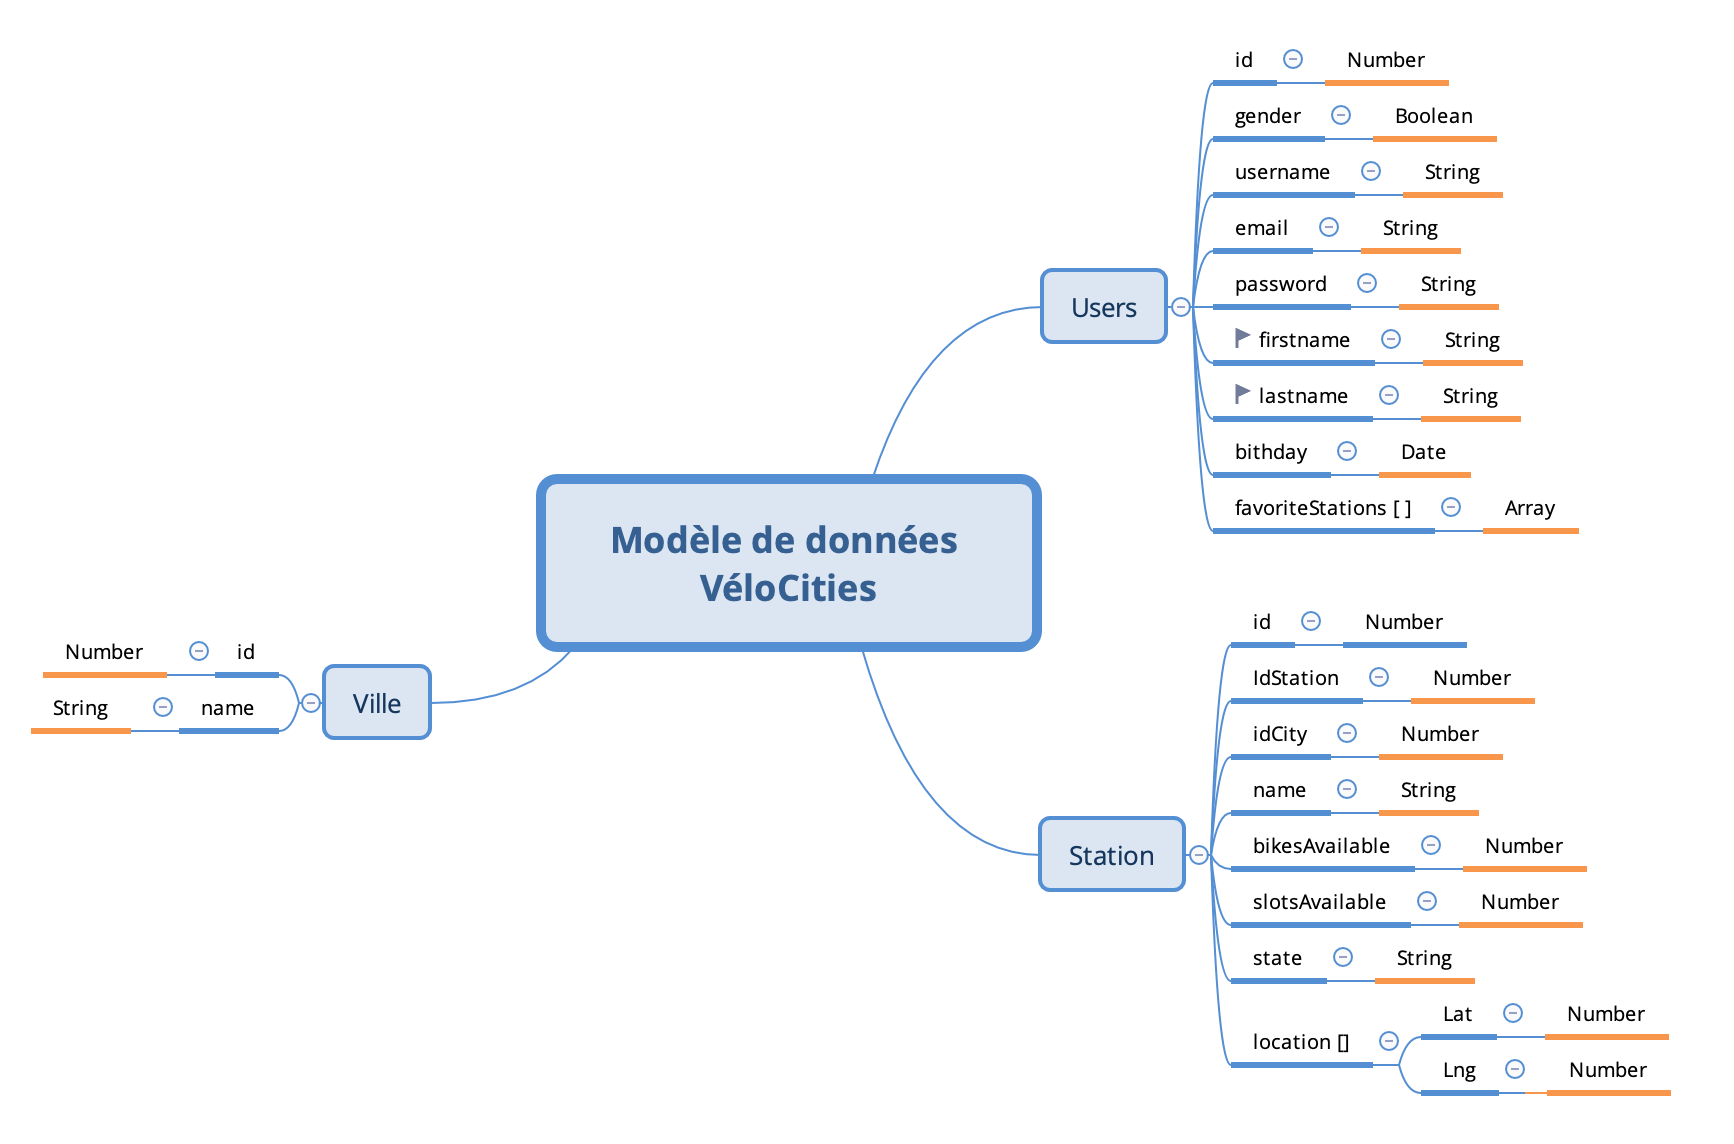 Modèle de données
VéloCities
Users
id Number
gender Boolean
username String
email String
password String
firstname String
lastname String
bithday Date
favoriteStations [ ] Array
Ville
Number id
String name
Station
id Number
IdStation Number
idCity Number
name String
bikesAvailable Number
slotsAvailable Number
state String
location []
Lat Number
Lng Number